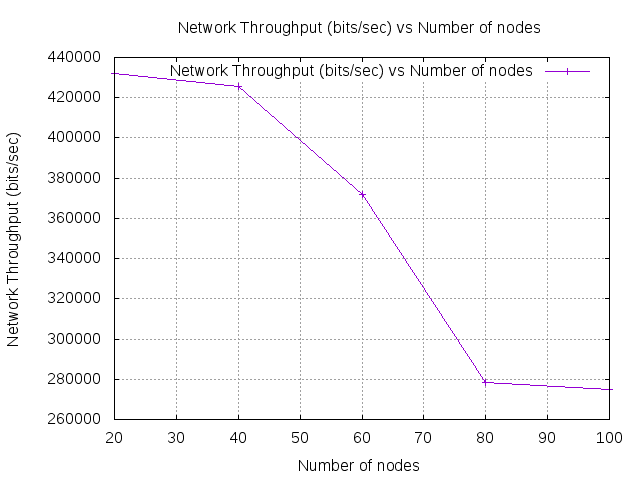 Network Throughput (bits/sec) vs Number of nodes
440000
Network Throughput (bits/sec) vs Number of nodes
420000
400000
380000
360000
340000
320000
300000
280000
260000
Network Throughput (bits/sec)
20 30 40 50 60 70 80 90 100
Number of nodes